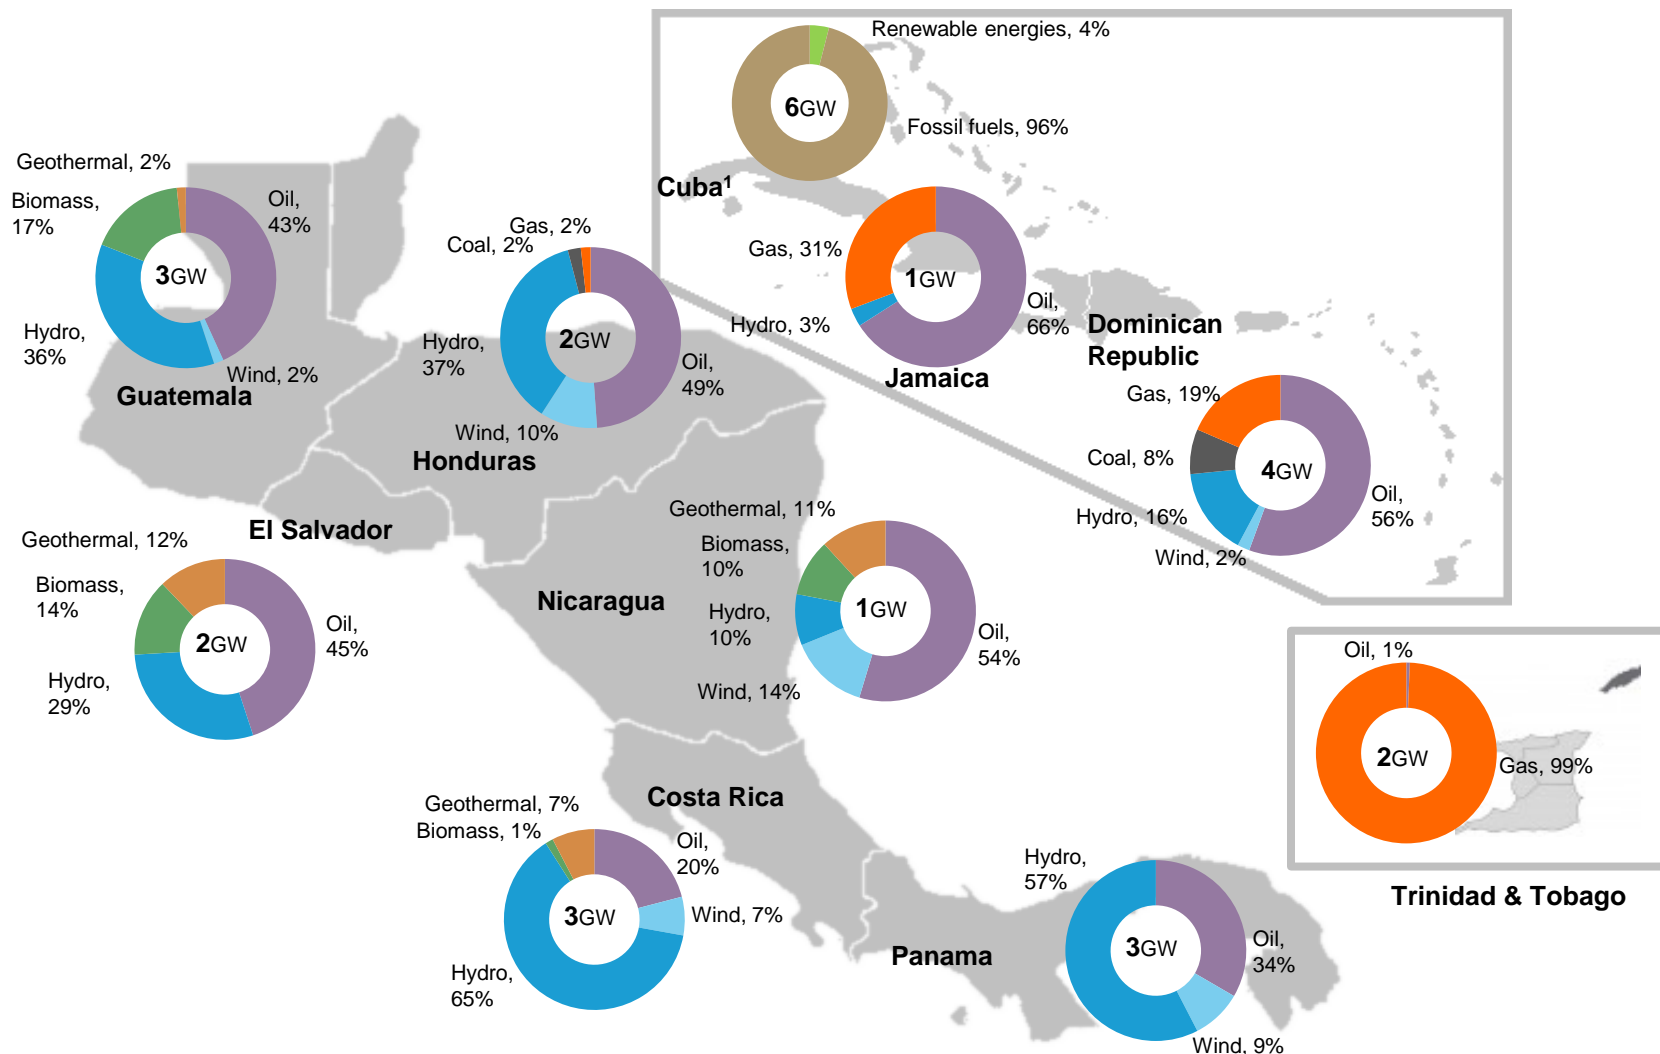 Renewable energies, 4%
6GW
Fossil fuels, 96%
Cuba¹
Geothermal, 2%
Biomass,
17%
Oil,
43%
3GW
Hydro,
36%
Wind, 2%
Guatemala
Gas, 2%
Coal, 2%
Hydro,
37%
2GW
Oil,
49%
Wind, 10%
Honduras
Gas, 31%
1GW
Hydro, 3%
Oil,
66%
Jamaica
Dominican
Republic
Gas, 19%
Coal, 8%
4GW
Oil,
56%
Hydro, 16%
Wind, 2%
El Salvador
Geothermal, 12%
Biomass,
14%
2GW
Oil,
45%
Hydro,
29%
Geothermal, 11%
Biomass,
10%
Nicaragua
Hydro,
10%
1GW
Oil,
54%
Wind, 14%
Oil, 1%
2GW
Gas, 99%
Trinidad & Tobago
Costa Rica
Geothermal, 7%
Biomass, 1%
Oil,
20%
3GW
Wind, 7%
Hydro,
65%
Panama
Hydro,
57%
3GW
Oil,
34%
Wind, 9%